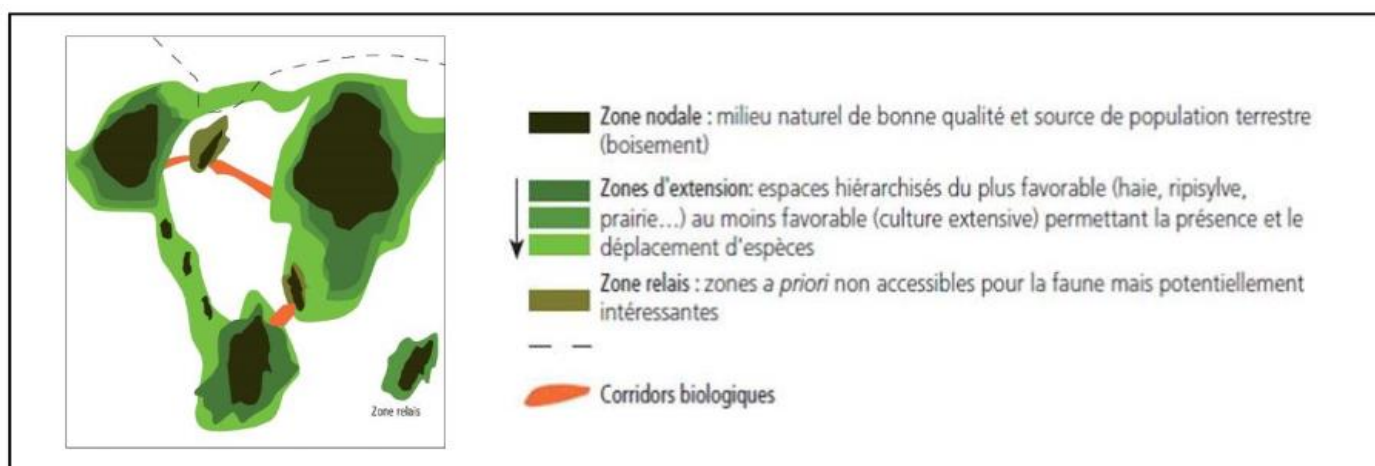 Zone relais
Zone nodale : milieu naturel de bonne qualité et source de population terrestre
(boisement)
Zones d'extension: espaces hiérarchisés du plus favorable (haie, ripisylve,
prairie...) au moins favorable (culture extensive) permettant la présence et le
déplacement d'espèces
Zone relais : zones a priori non accessibles pour la faune mais potentiellement
intéressantes
Corridors biologiques